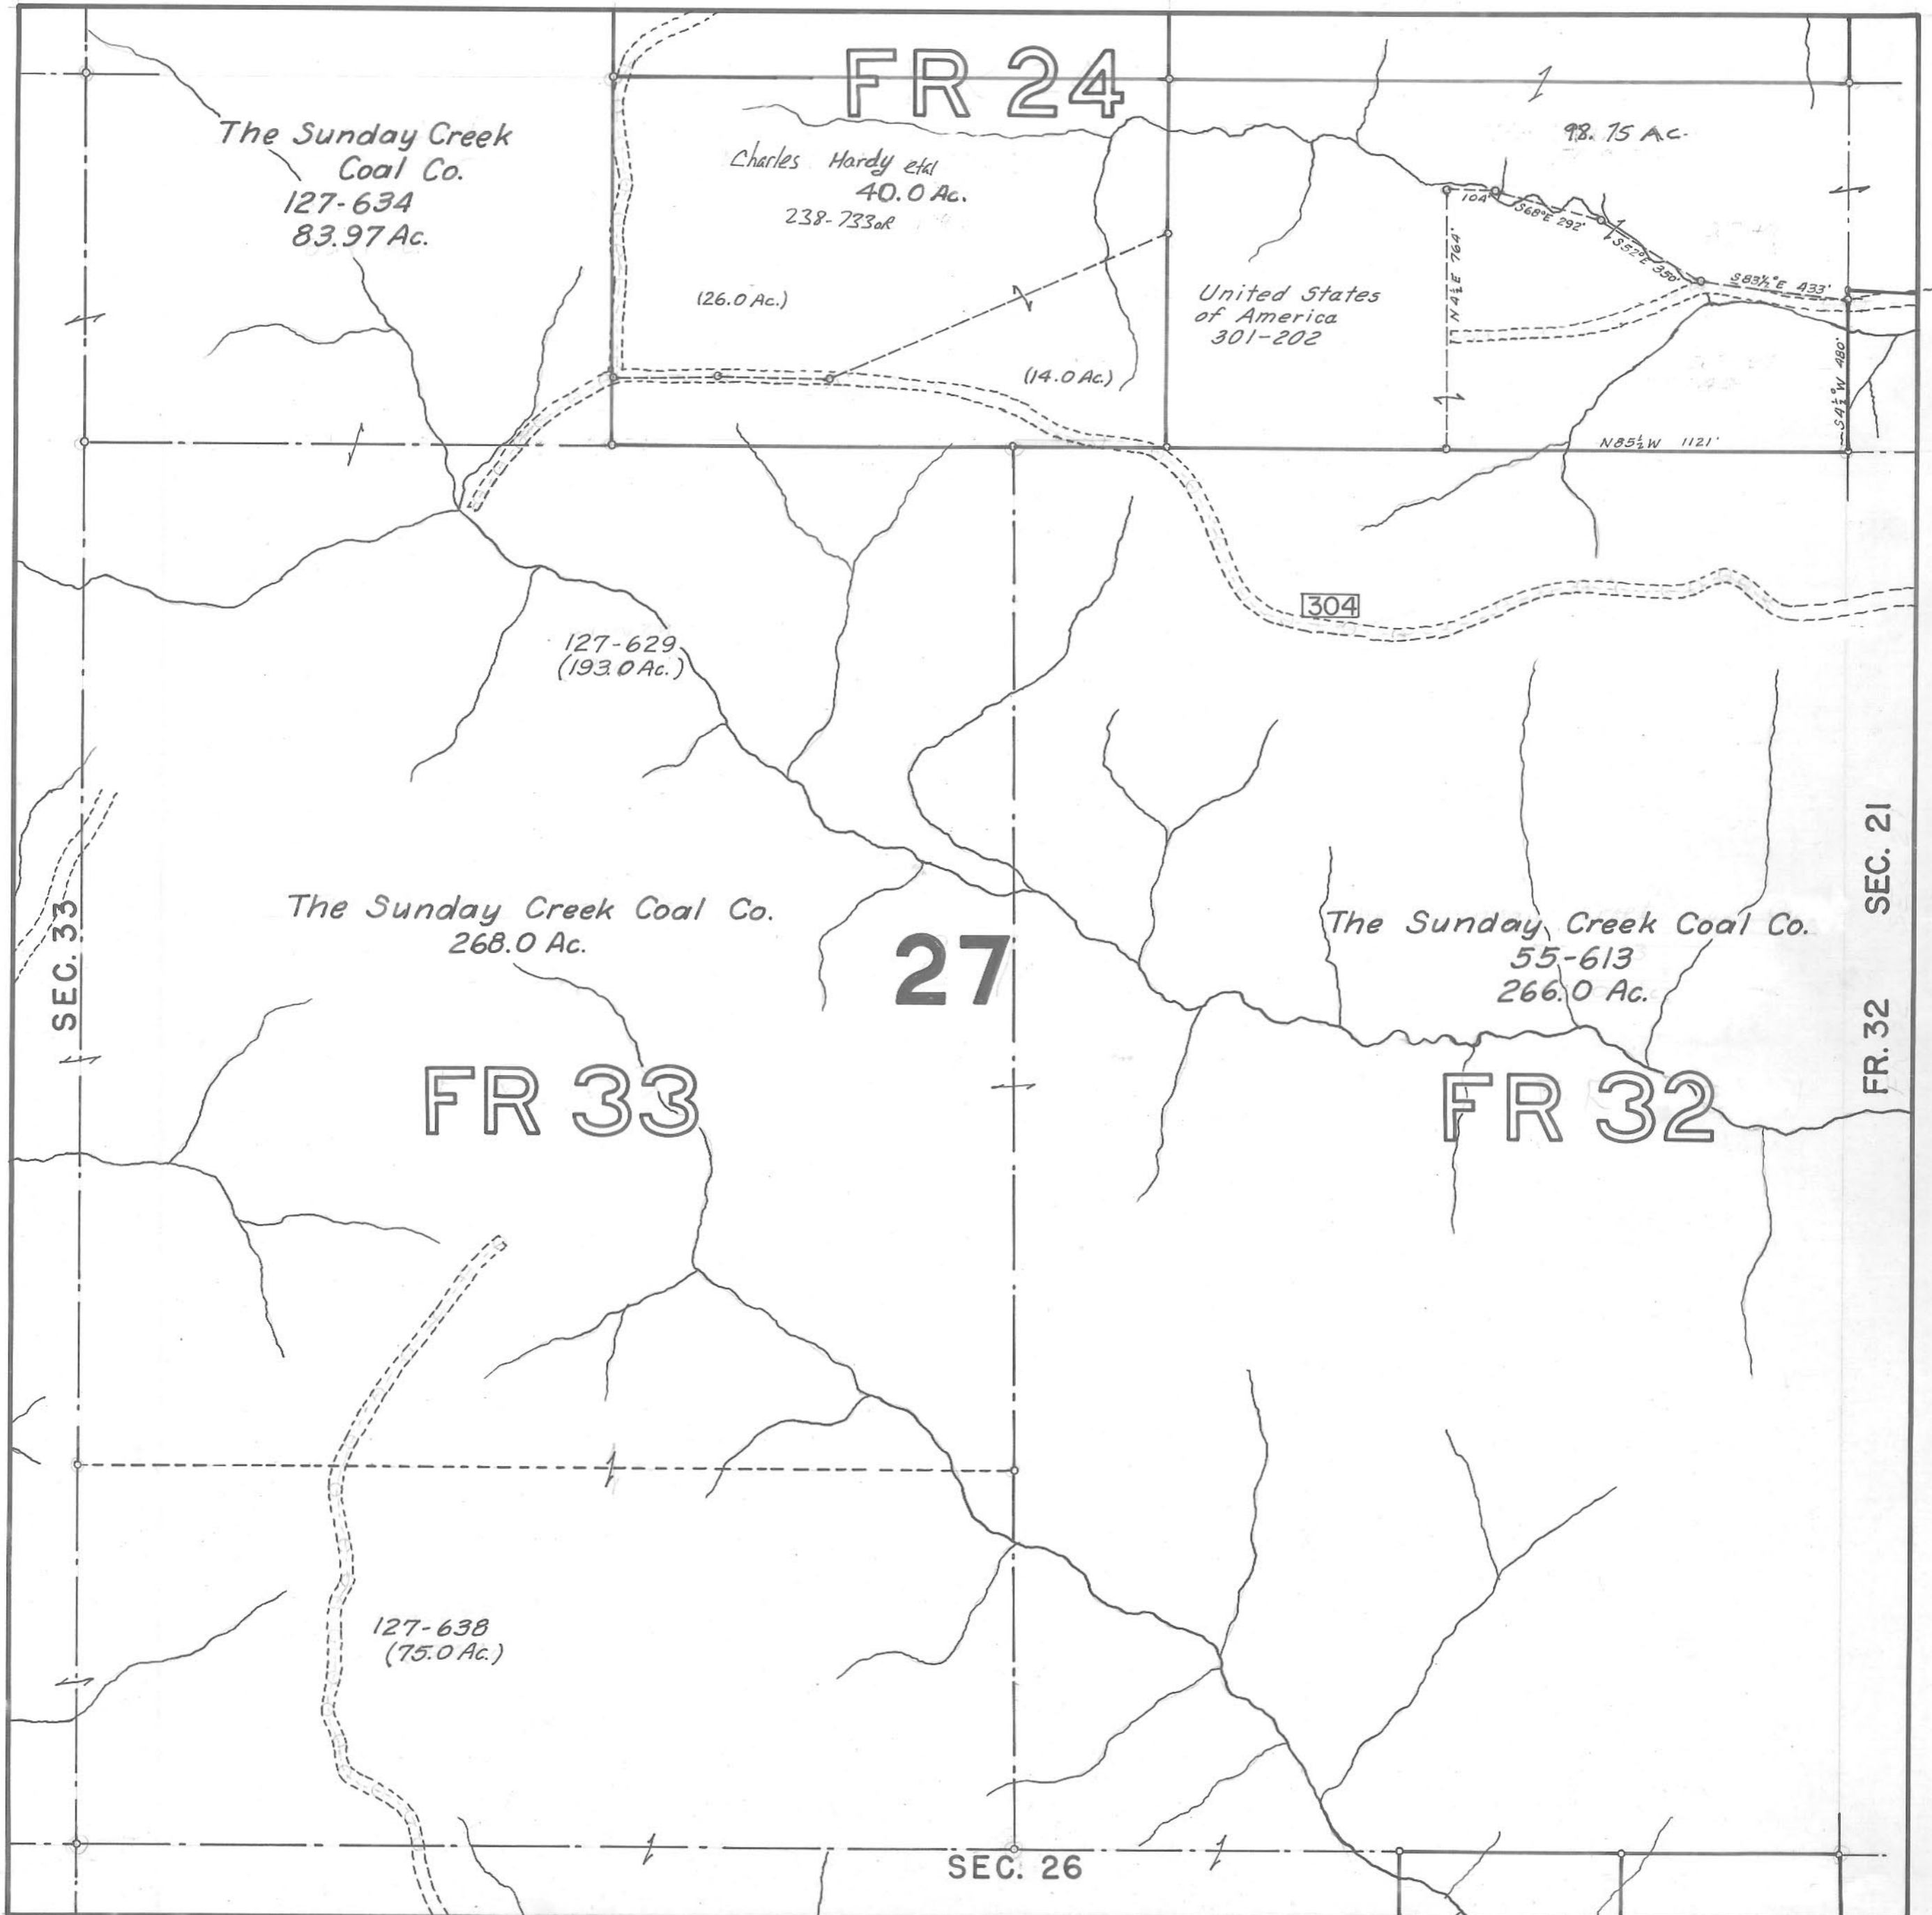 FR 24
The Sunday Creek
Coal Co.
127-634
83.97 Ac.
Charles Hardy etal
40.0 Ac.
238-733 OR
(26.0 Ac.)
(14.0 Ac.)
98.75 Ac.
United States
of America
301-202
104'
S68°E 292'
S52°E 350'
S83½°E 433'
N4½E 764'
S4½°W 480'
N85½W 1121'
304
127-629
(193.0 Ac.)
The Sunday Creek Coal Co.
268.0 Ac.
27
The Sunday Creek Coal Co.
55-613
266.0 Ac.
SEC. 33
FR. 32 SEC. 21
FR 33
FR 32
127-638
(75.0 Ac.)
SEC. 26